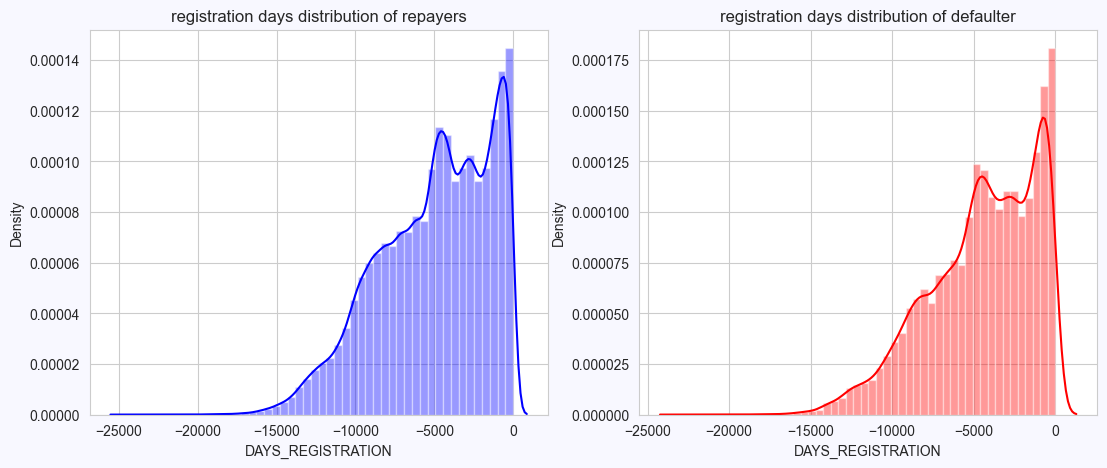 registration days distribution of repayers
0.00014
0.00012
0.00010
0.00008
0.00006
0.00004
0.00002
0.00000
Density
−25000 −20000 −15000 −10000 −5000 0
DAYS_REGISTRATION
registration days distribution of defaulter
0.000175
0.000150
0.000125
0.000100
0.000075
0.000050
0.000025
0.000000
Density
−25000 −20000 −15000 −10000 −5000 0
DAYS_REGISTRATION